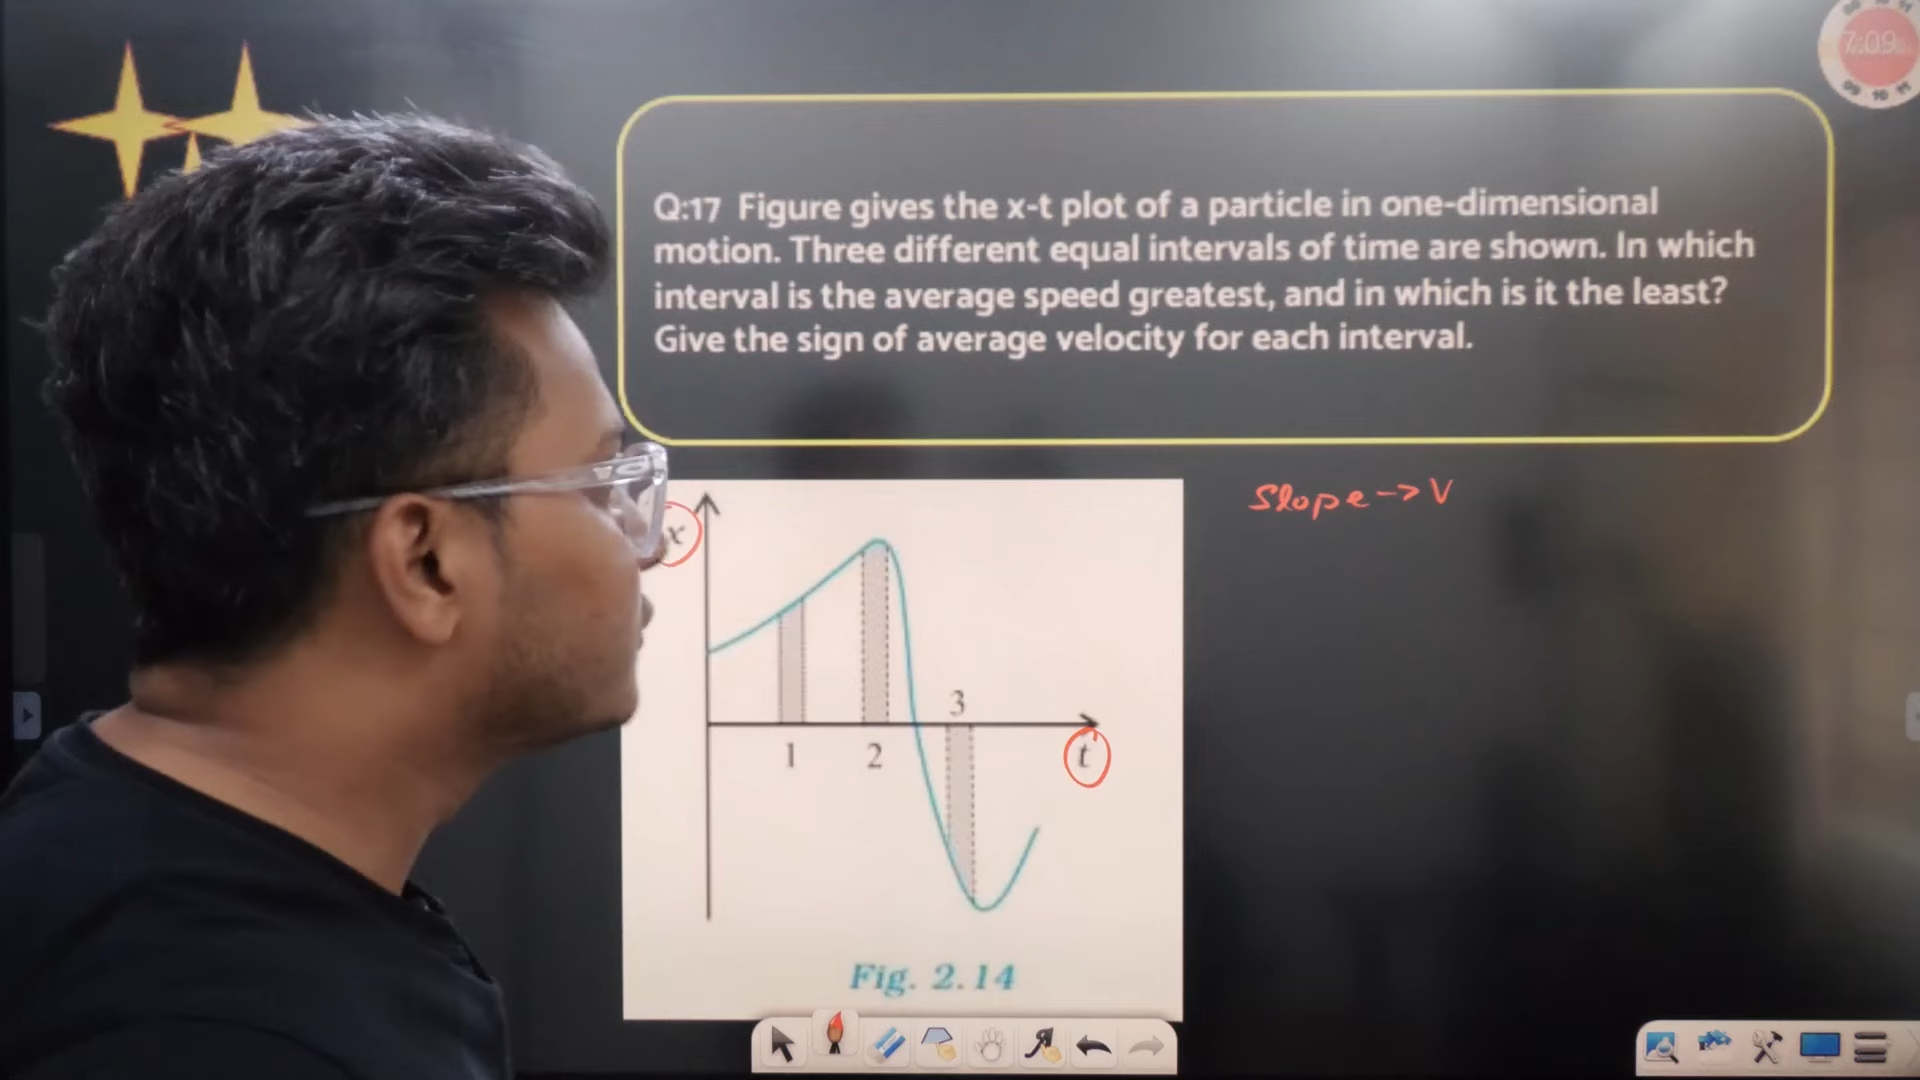 7:09
Q:17 Figure gives the x-t plot of a particle in one-dimensional
motion. Three different equal intervals of time are shown. In which
interval is the average speed greatest, and in which is it the least?
Give the sign of average velocity for each interval.
Slope → V
x
3
1
2
t
Fig. 2.14